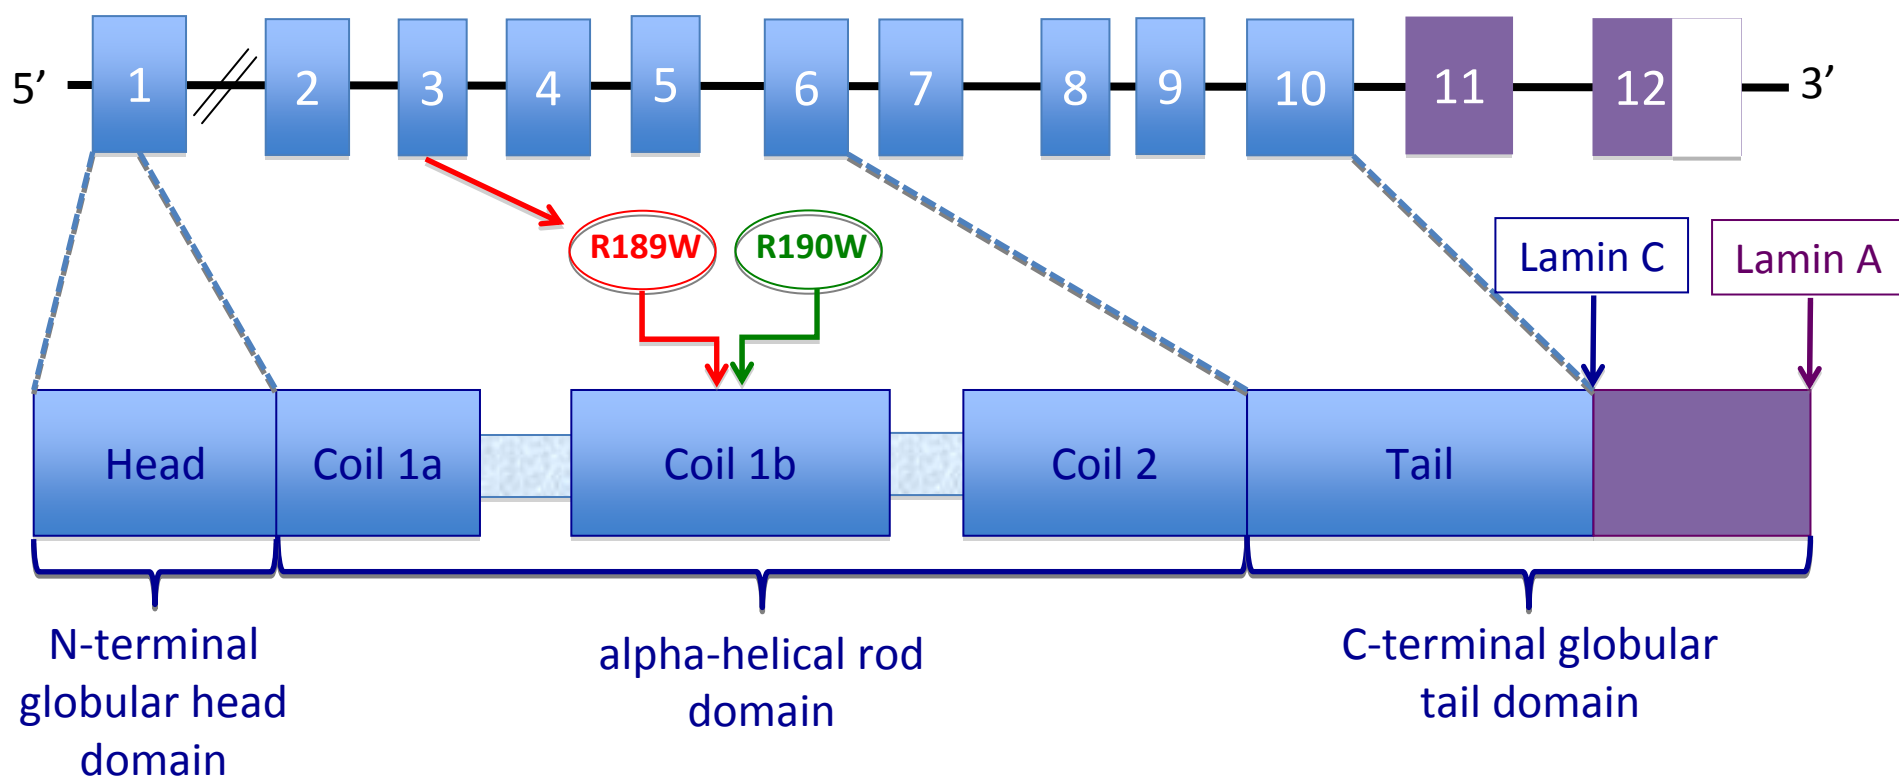 5’ 1 2 3 4 5 6 7 8 9 10 11 12 3’
R189W R190W
Lamin C
Lamin A
Head Coil 1a Coil 1b Coil 2 Tail
N-terminal
globular head
domain
alpha-helical rod
domain
C-terminal globular
tail domain